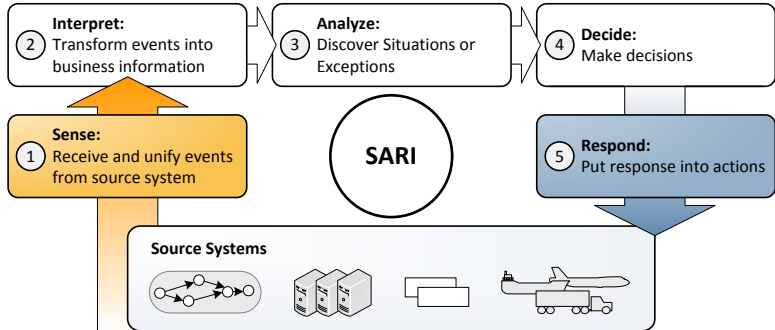 Interpret:
2
Transform events into
business information
Analyze:
3
Discover Situations or
Exceptions
Decide:
4
Make decisions
Sense:
1
Receive and unify events
from source system
SARI
Respond:
5
Put response into actions
Source Systems